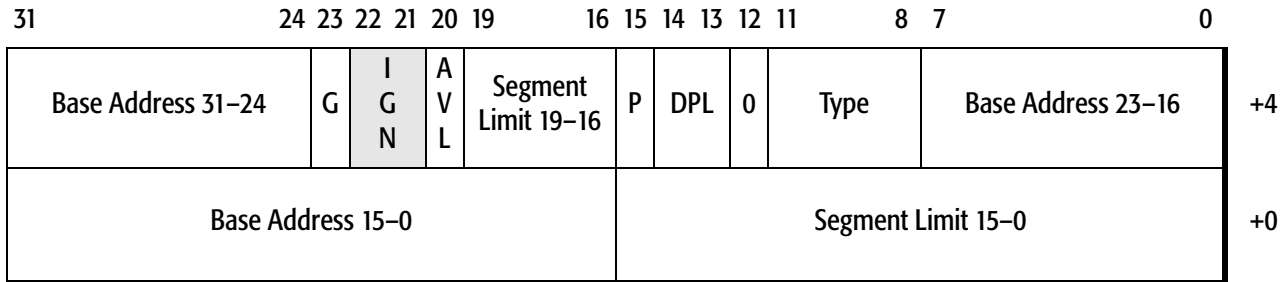 31 24 23 22 21 20 19 16 15 14 13 12 11 8 7 0
Base Address 31–24 G I G N A V L Segment Limit 19–16 P DPL 0 Type Base Address 23–16 +4
Base Address 15–0 Segment Limit 15–0 +0